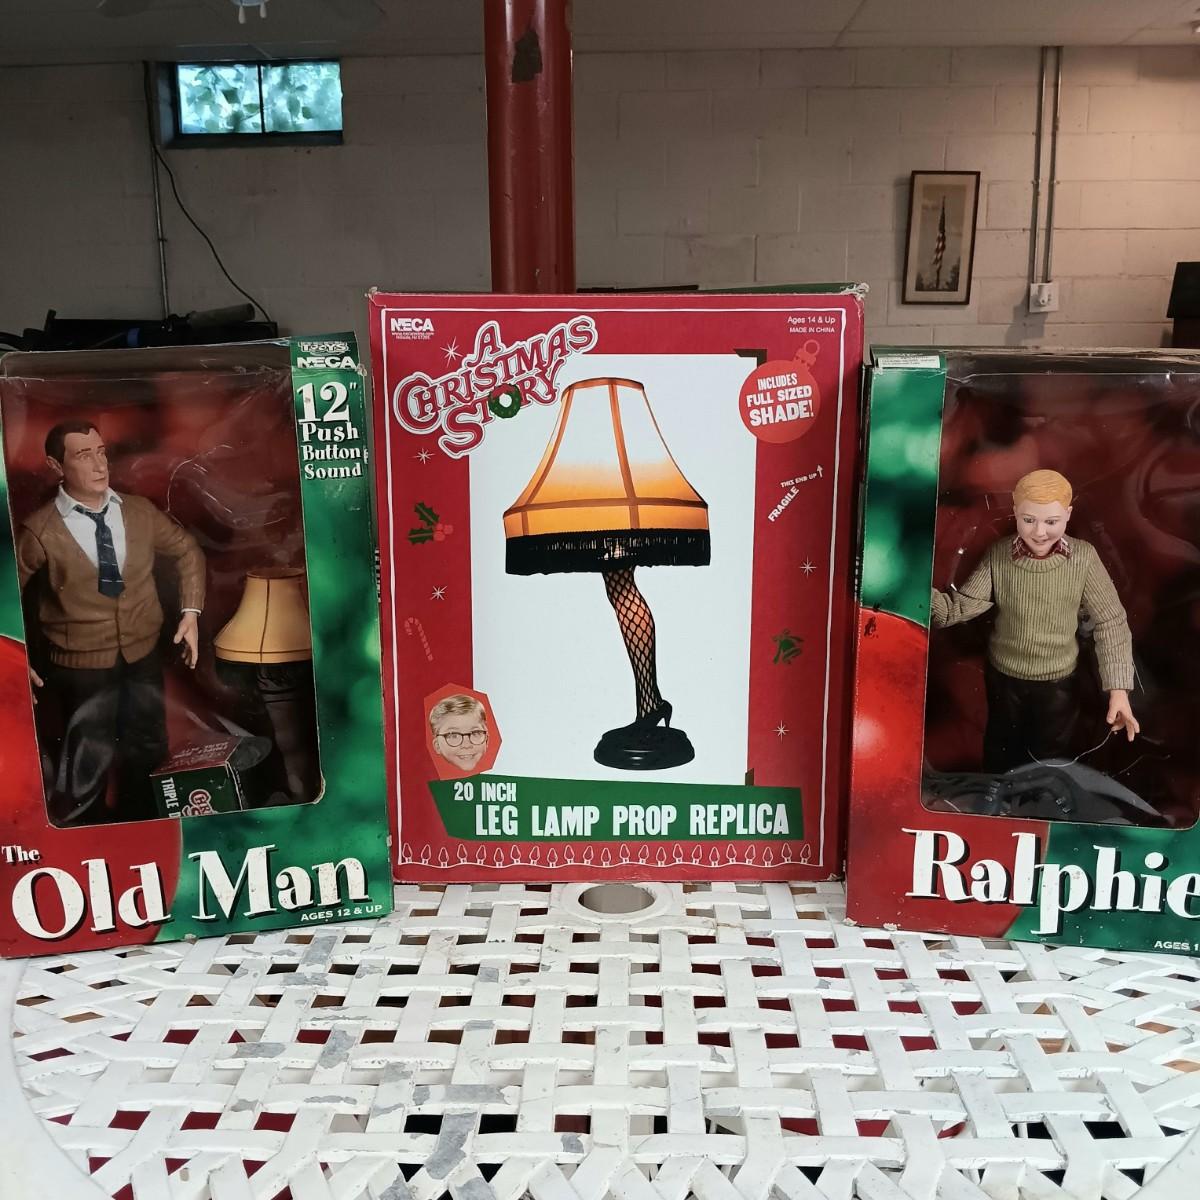 NECA
12"
Push
Button
Sound
The
Old Man
AGES 12 & UP
TRIPLE
NECA
A
CHRISTMAS
STORY
Ages 14 & Up
MADE IN CHINA
INCLUDES
FULL SIZED
SHADE!
THIS END UP
FRAGILE
20 INCH
LEG LAMP PROP REPLICA
Ralphie
AGES 1